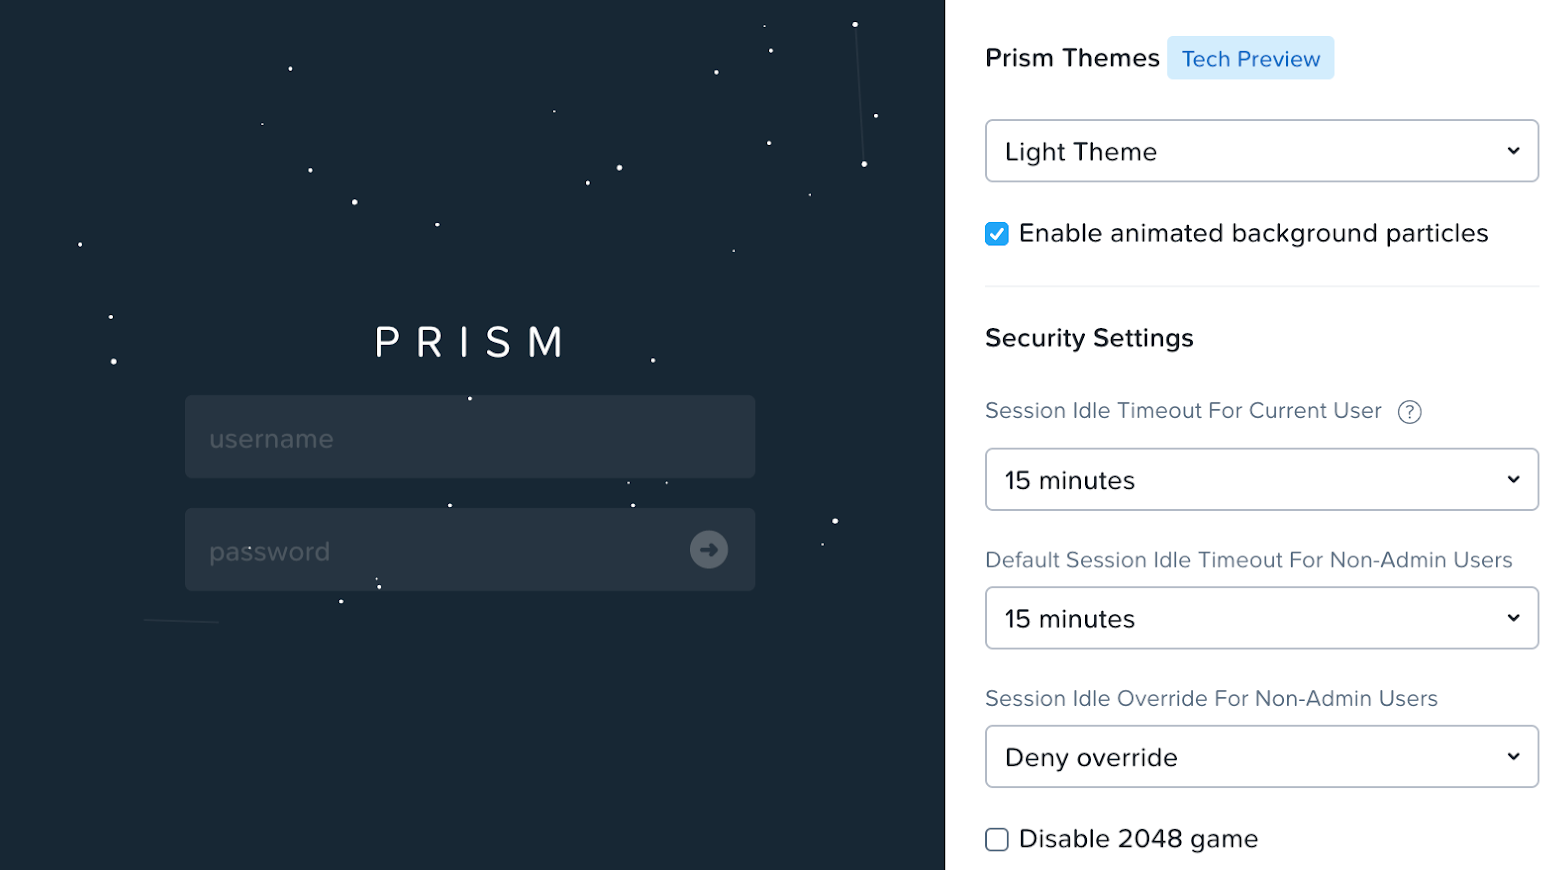 PRISM
username
password
Prism Themes Tech Preview
Light Theme
Enable animated background particles
Security Settings
Session Idle Timeout For Current User ?
15 minutes
Default Session Idle Timeout For Non-Admin Users
15 minutes
Session Idle Override For Non-Admin Users
Deny override
Disable 2048 game